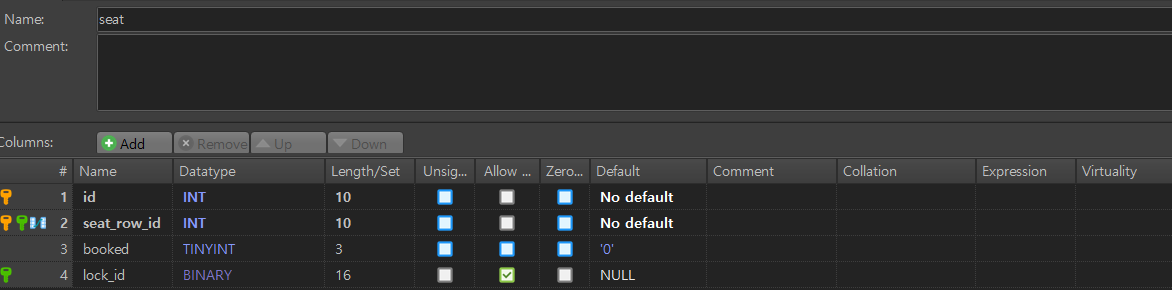 Name: seat
Comment:
Columns: Add Remove Up Down
# Name Datatype Length/Set Unsig... Allow ... Zero... Default Comment Collation Expression Virtuality
1 id INT 10 No default
2 seat_row_id INT 10 No default
3 booked TINYINT 3 '0'
4 lock_id BINARY 16 NULL